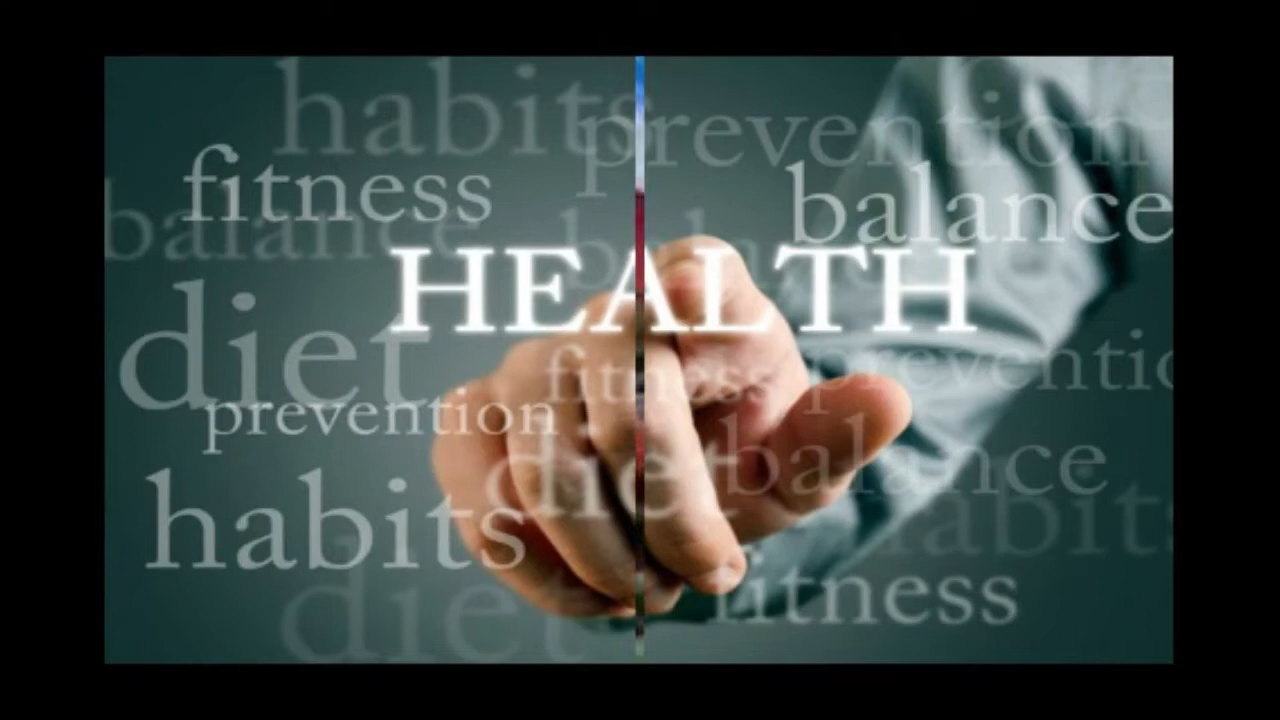 habits
prevention
fitness
balance
balance
HEALTH
diet
fitness
prevention
prevention
diet
balance
habits
habits
fitness
diet